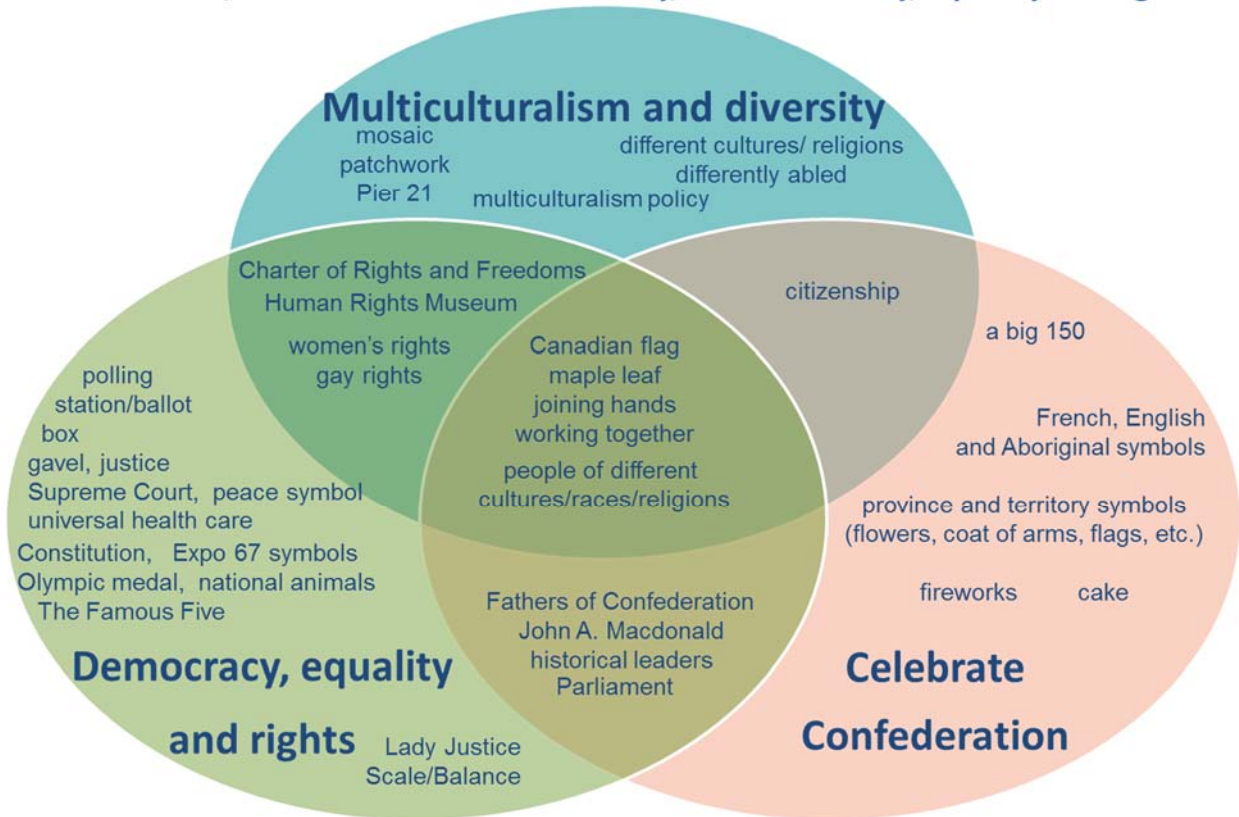 Multiculturalism and diversity
mosaic
patchwork
Pier 21
different cultures/ religions
differently abled
multiculturalism policy
Charter of Rights and Freedoms
Human Rights Museum
women's rights
gay rights
citizenship
Canadian flag
maple leaf
joining hands
working together
people of different
cultures/races/religions
a big 150
French, English
and Aboriginal symbols
province and territory symbols
(flowers, coat of arms, flags, etc.)
fireworks cake
polling
station/ballot
box
gavel, justice
Supreme Court, peace symbol
universal health care
Constitution, Expo 67 symbols
Olympic medal, national animals
The Famous Five
Fathers of Confederation
John A. Macdonald
historical leaders
Parliament
Democracy, equality
and rights
Lady Justice
Scale/Balance
Celebrate
Confederation